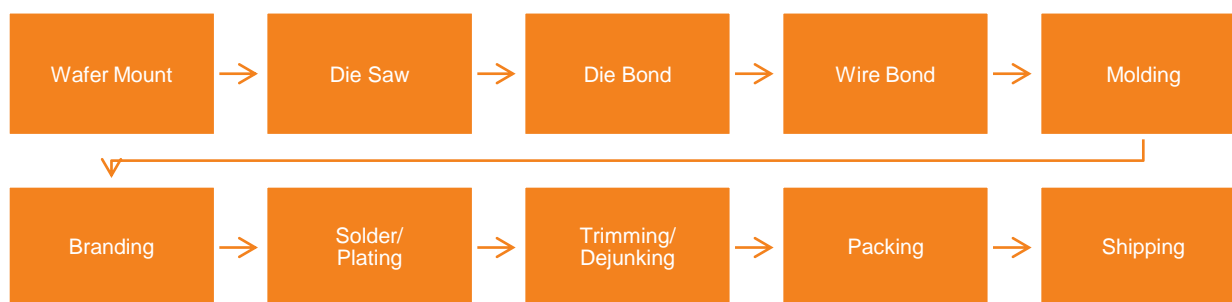 Wafer Mount
Die Saw
Die Bond
Wire Bond
Molding
Branding
Solder/
Plating
Trimming/
Dejunking
Packing
Shipping